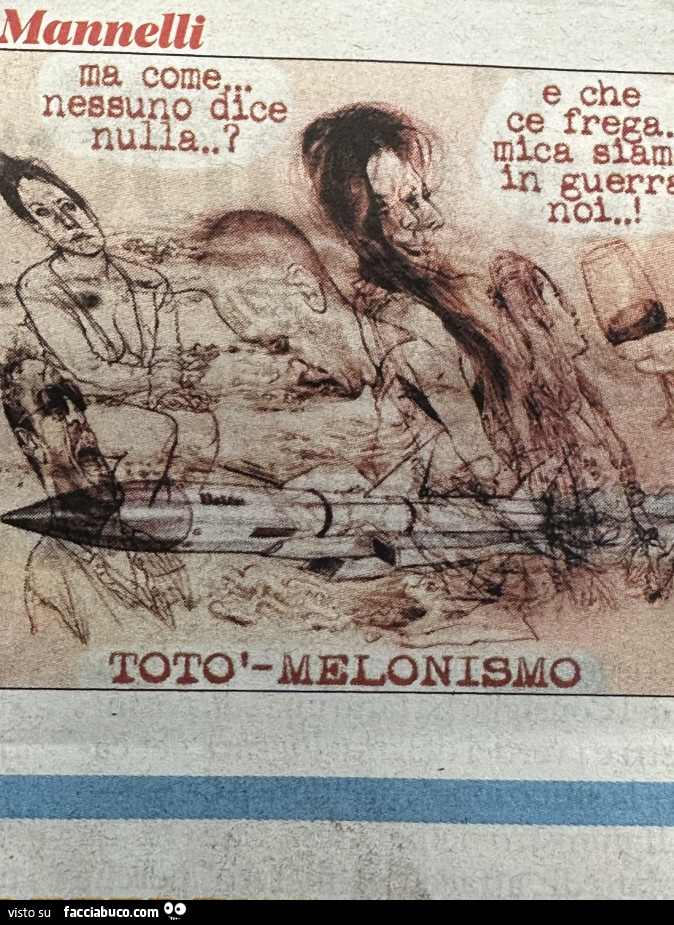 Mannelli
ma come...
nessuno dice
nulla..?
e che
ce frega.
mica siam
in guerra
noi..!
TOTO'-MELONISMO
visto su facciabuco.com